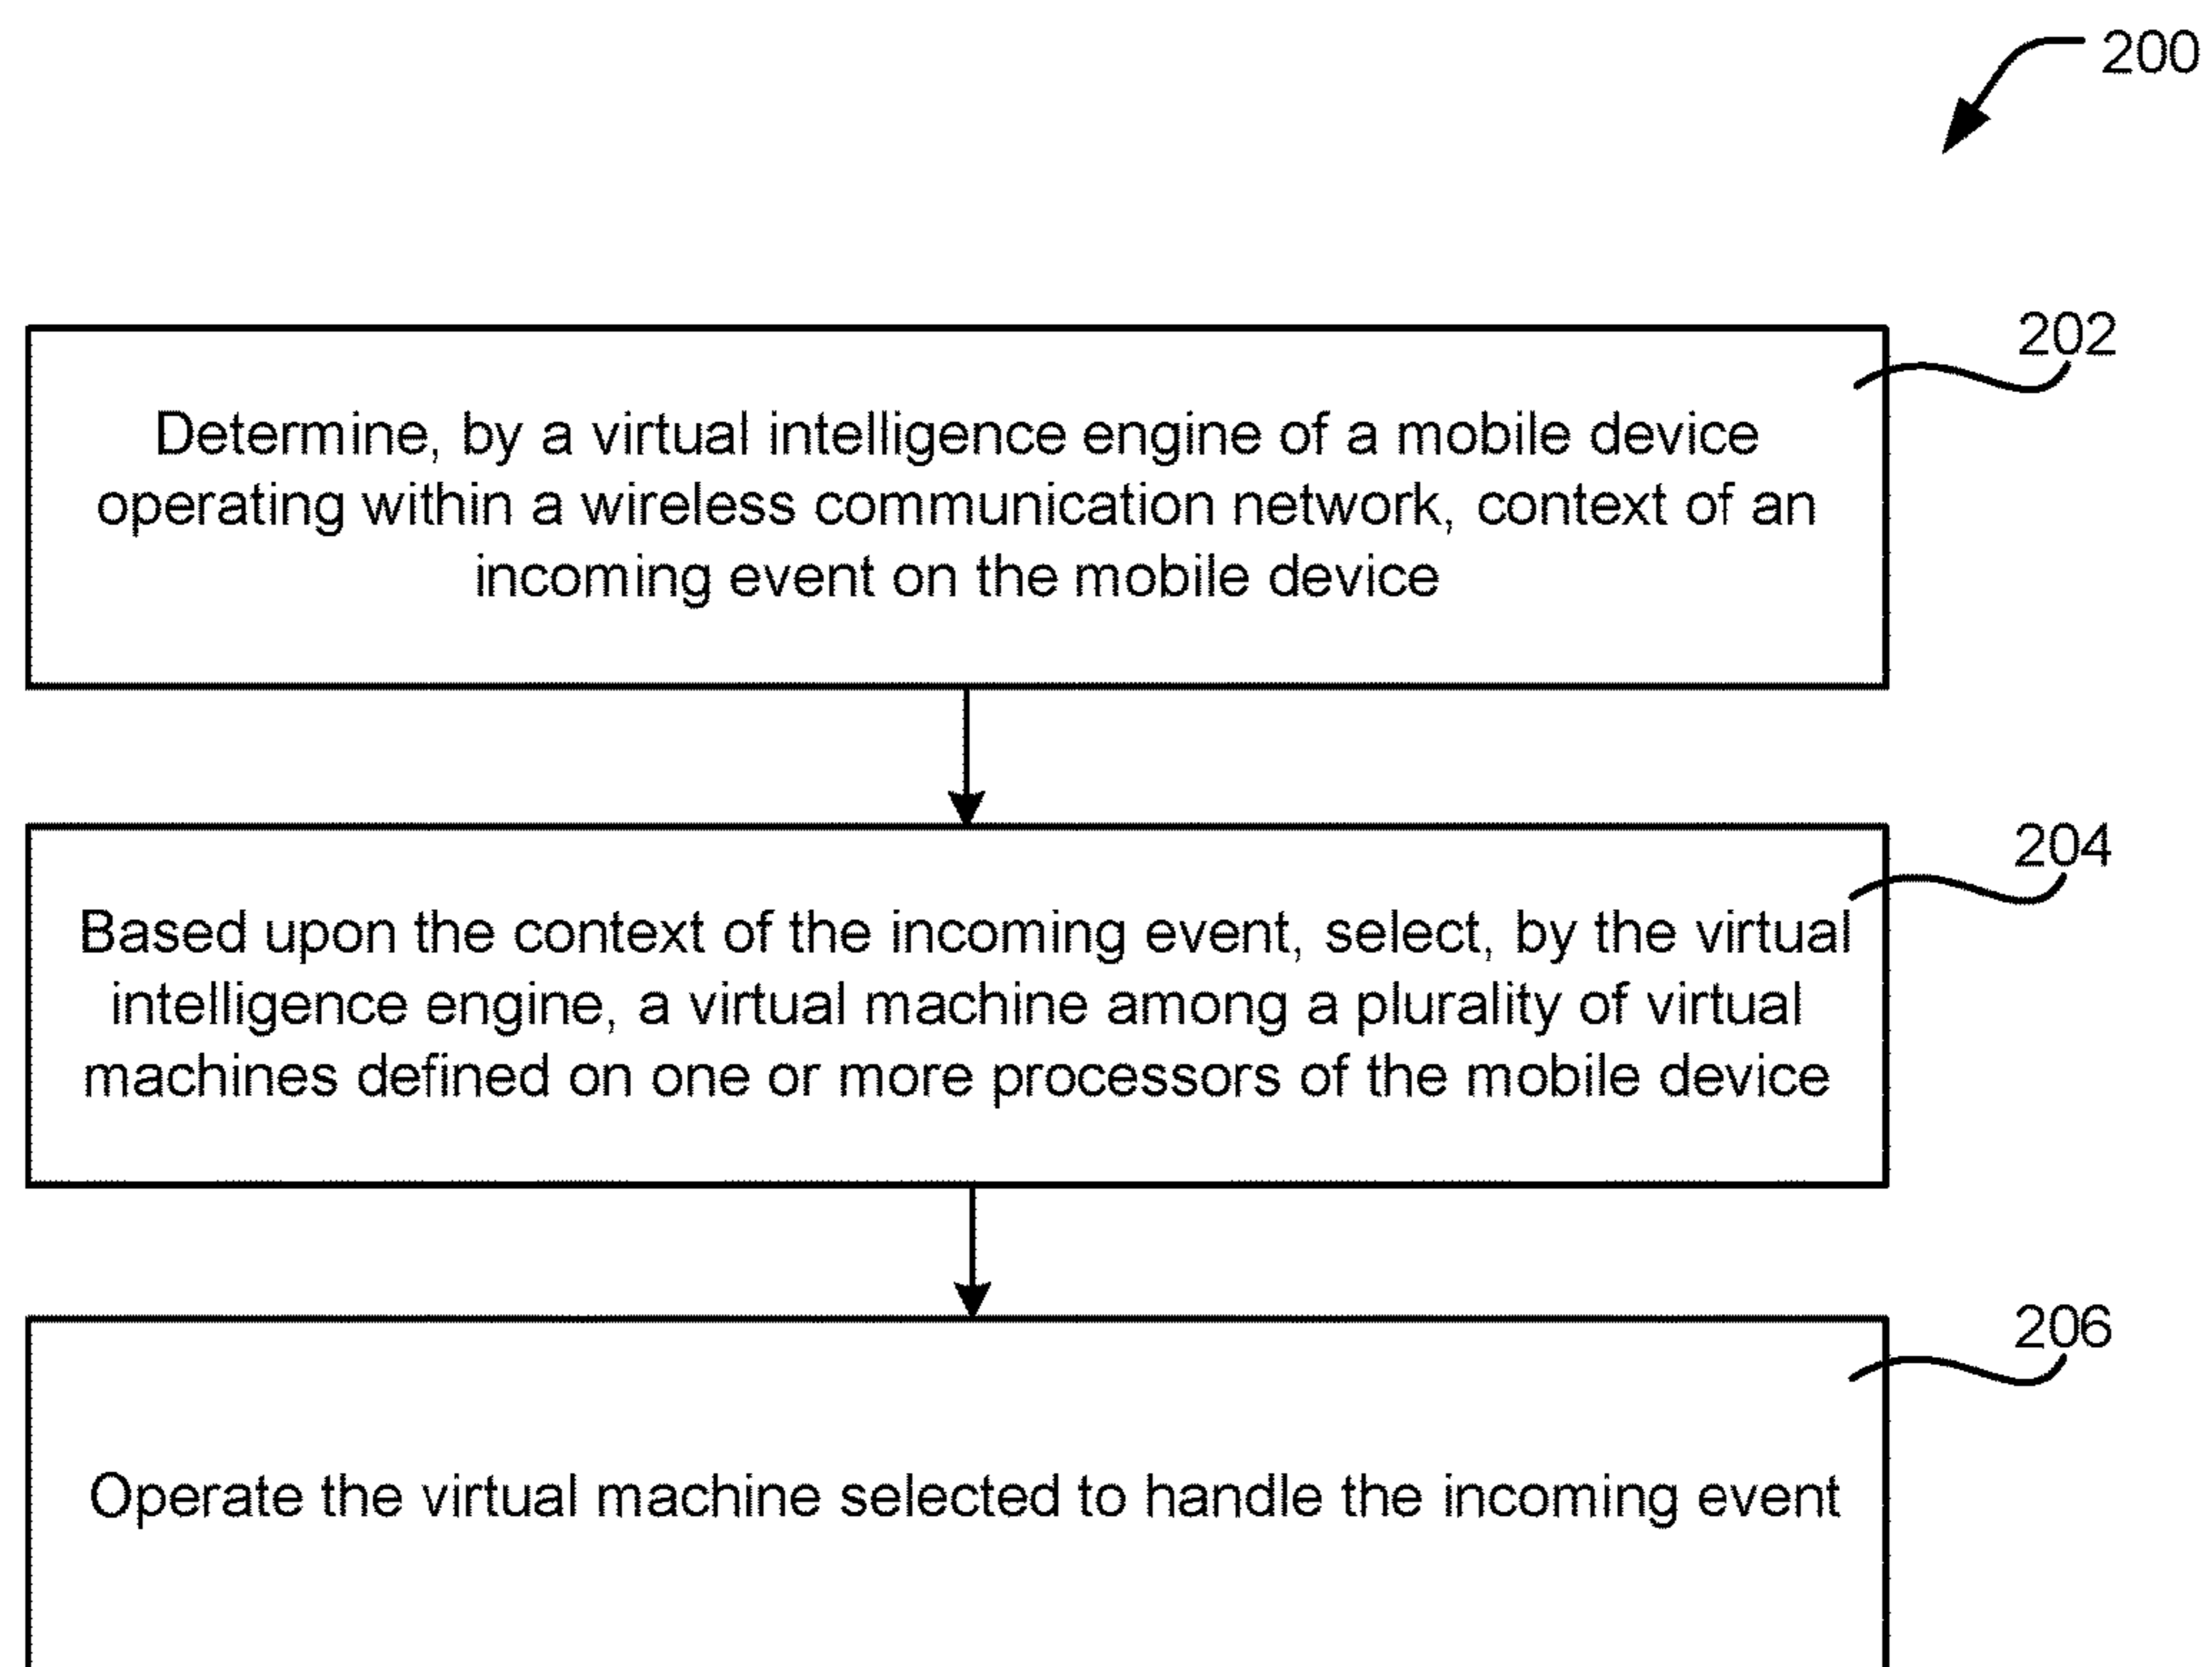 200
202
Determine, by a virtual intelligence engine of a mobile device
operating within a wireless communication network, context of an
incoming event on the mobile device
204
Based upon the context of the incoming event, select, by the virtual
intelligence engine, a virtual machine among a plurality of virtual
machines defined on one or more processors of the mobile device
206
Operate the virtual machine selected to handle the incoming event